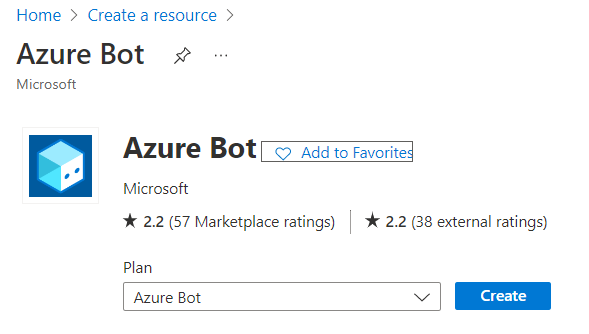 Home > Create a resource >
Azure Bot ...
Microsoft
Azure Bot Add to Favorites
Microsoft
★ 2.2 (57 Marketplace ratings) | ★ 2.2 (38 external ratings)
Plan
Azure Bot Create